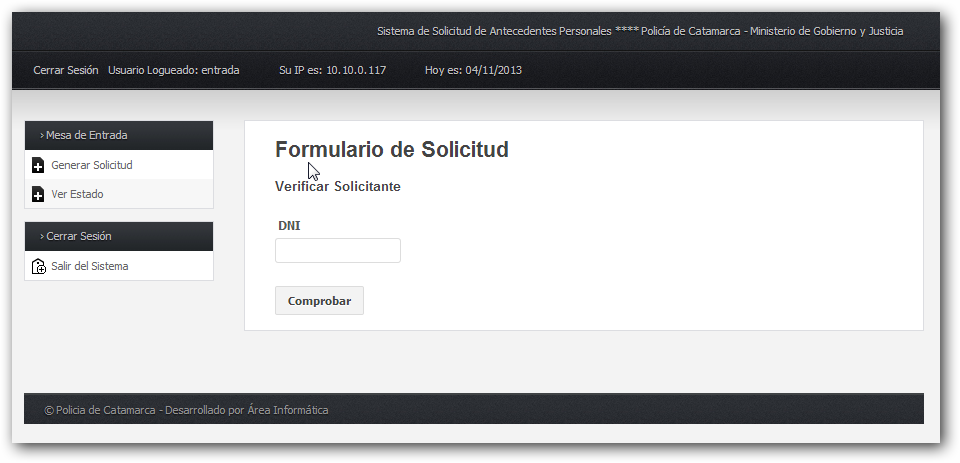 Sistema de Solicitud de Antecedentes Personales **** Policía de Catamarca - Ministerio de Gobierno y Justicia
Cerrar Sesión Usuario Logueado: entrada Su IP es: 10.10.0.117 Hoy es: 04/11/2013
› Mesa de Entrada
Generar Solicitud
Ver Estado
› Cerrar Sesión
Salir del Sistema
Formulario de Solicitud
Verificar Solicitante
DNI
Comprobar
© Policia de Catamarca - Desarrollado por Área Informática